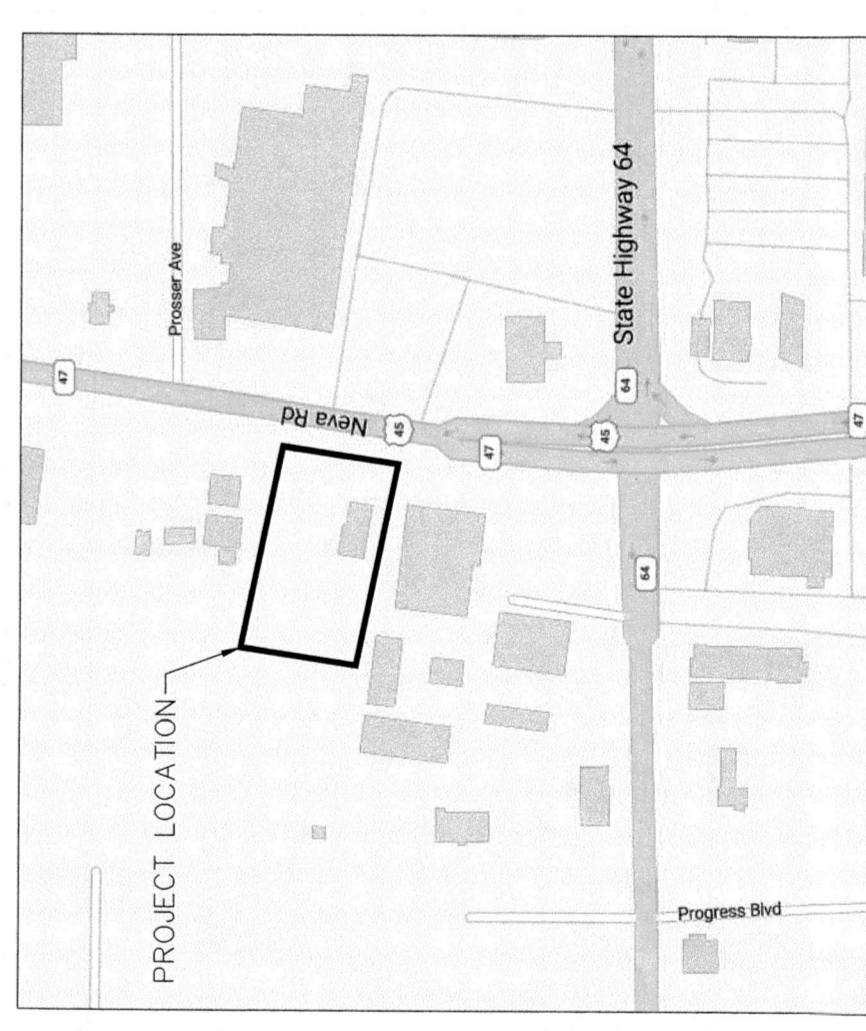 State Highway 64
Prosser Ave
47
Neva Rd
64
45
45
47
47
64
PROJECT LOCATION
Progress Blvd